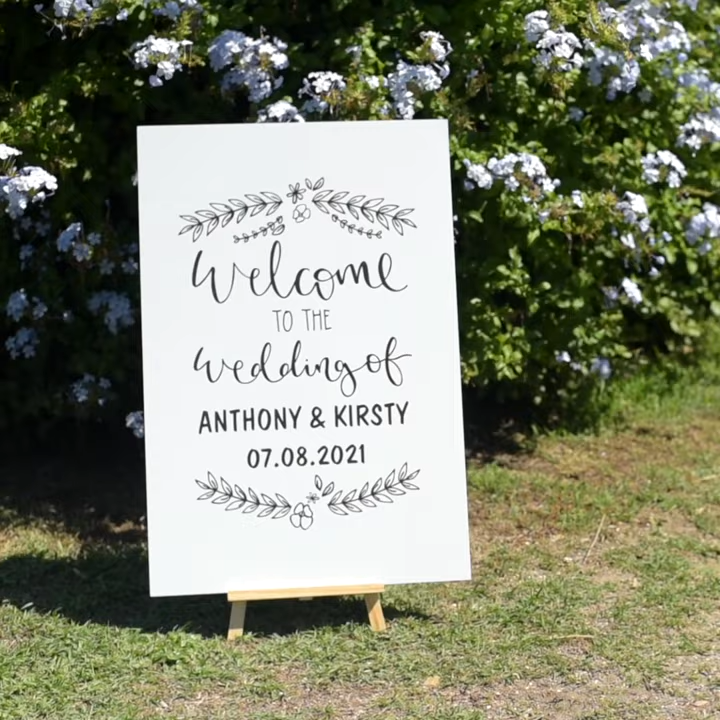 Welcome
TO THE
Wedding of
ANTHONY & KIRSTY
07.08.2021